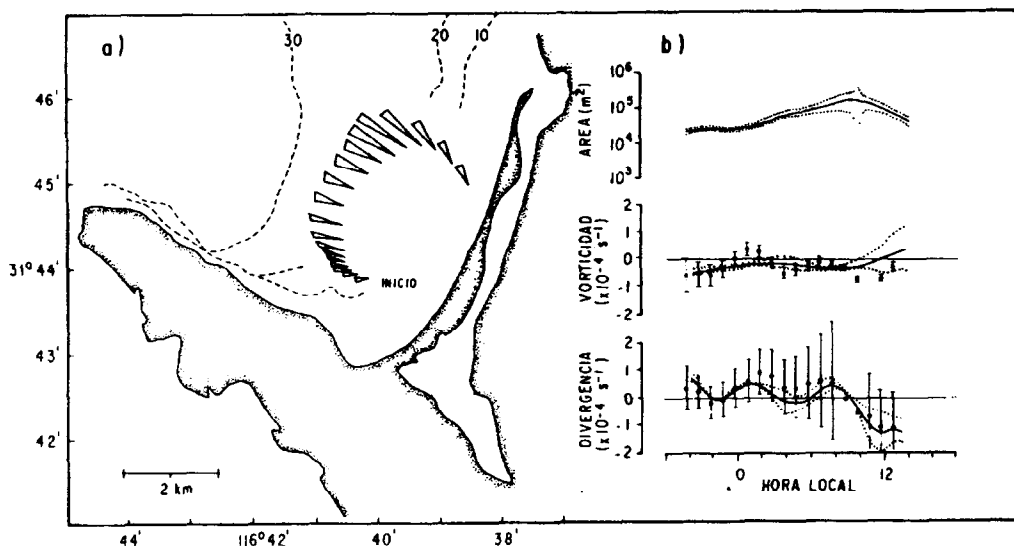 a)
30
20
10
46'
45'
31° 44'
43'
42'
INICIO
2 km
44'
116° 42'
40'
38'
b)
10⁶
10⁵
10⁴
10³
AREA (m²)
2
1
0
-1
-2
VORTICIDAD
(x10⁻⁴ s⁻¹)
2
1
0
-1
-2
DIVERGENCIA
(x10⁻⁴ s⁻¹)
0
12
HORA LOCAL